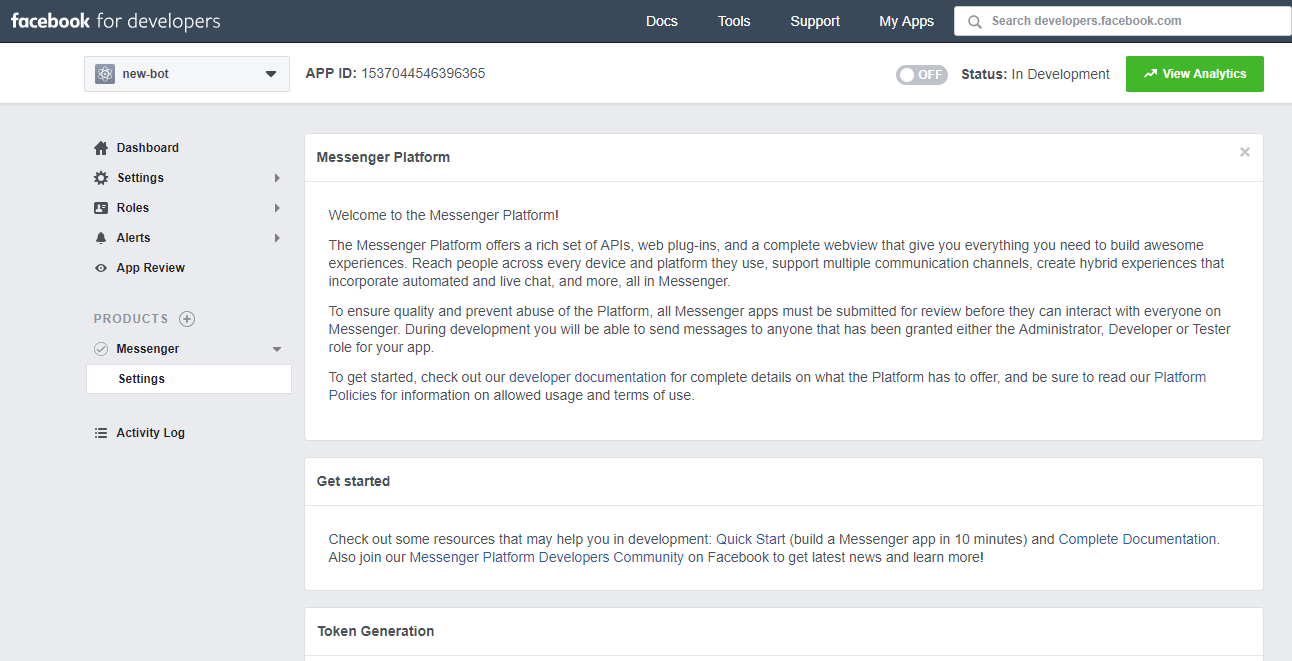 facebook for developers
Docs
Tools
Support
My Apps
Search developers.facebook.com
new-bot
APP ID: 1537044546396365
OFF
Status: In Development
View Analytics
Dashboard
Settings
Roles
Alerts
App Review
PRODUCTS
Messenger
Settings
Activity Log
Messenger Platform
Welcome to the Messenger Platform!
The Messenger Platform offers a rich set of APIs, web plug-ins, and a complete webview that give you everything you need to build awesome
experiences. Reach people across every device and platform they use, support multiple communication channels, create hybrid experiences that
incorporate automated and live chat, and more, all in Messenger.
To ensure quality and prevent abuse of the Platform, all Messenger apps must be submitted for review before they can interact with everyone on
Messenger. During development you will be able to send messages to anyone that has been granted either the Administrator, Developer or Tester
role for your app.
To get started, check out our developer documentation for complete details on what the Platform has to offer, and be sure to read our Platform
Policies for information on allowed usage and terms of use.
Get started
Check out some resources that may help you in development: Quick Start (build a Messenger app in 10 minutes) and Complete Documentation.
Also join our Messenger Platform Developers Community on Facebook to get latest news and learn more!
Token Generation